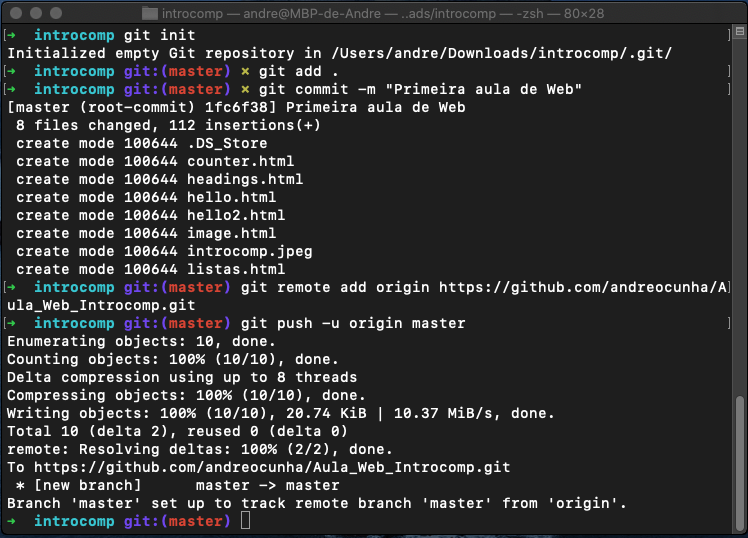 introcomp — andre@MBP-de-Andre — ..ads/introcomp — -zsh — 80×28
[➜  introcomp git init ]
Initialized empty Git repository in /Users/andre/Downloads/introcomp/.git/
[➜  introcomp git:(master) ✗ git add . ]
[➜  introcomp git:(master) ✗ git commit -m "Primeira aula de Web" ]
[master (root-commit) 1fc6f38] Primeira aula de Web
 8 files changed, 112 insertions(+)
 create mode 100644 .DS_Store
 create mode 100644 counter.html
 create mode 100644 headings.html
 create mode 100644 hello.html
 create mode 100644 hello2.html
 create mode 100644 image.html
 create mode 100644 introcomp.jpeg
 create mode 100644 listas.html
[➜  introcomp git:(master) git remote add origin https://github.com/andreocunha/A]
ula_Web_Introcomp.git
[➜  introcomp git:(master) git push -u origin master ]
Enumerating objects: 10, done.
Counting objects: 100% (10/10), done.
Delta compression using up to 8 threads
Compressing objects: 100% (10/10), done.
Writing objects: 100% (10/10), 20.74 KiB | 10.37 MiB/s, done.
Total 10 (delta 2), reused 0 (delta 0)
remote: Resolving deltas: 100% (2/2), done.
To https://github.com/andreocunha/Aula_Web_Introcomp.git
 * [new branch]      master -> master
Branch 'master' set up to track remote branch 'master' from 'origin'.
➜  introcomp git:(master)